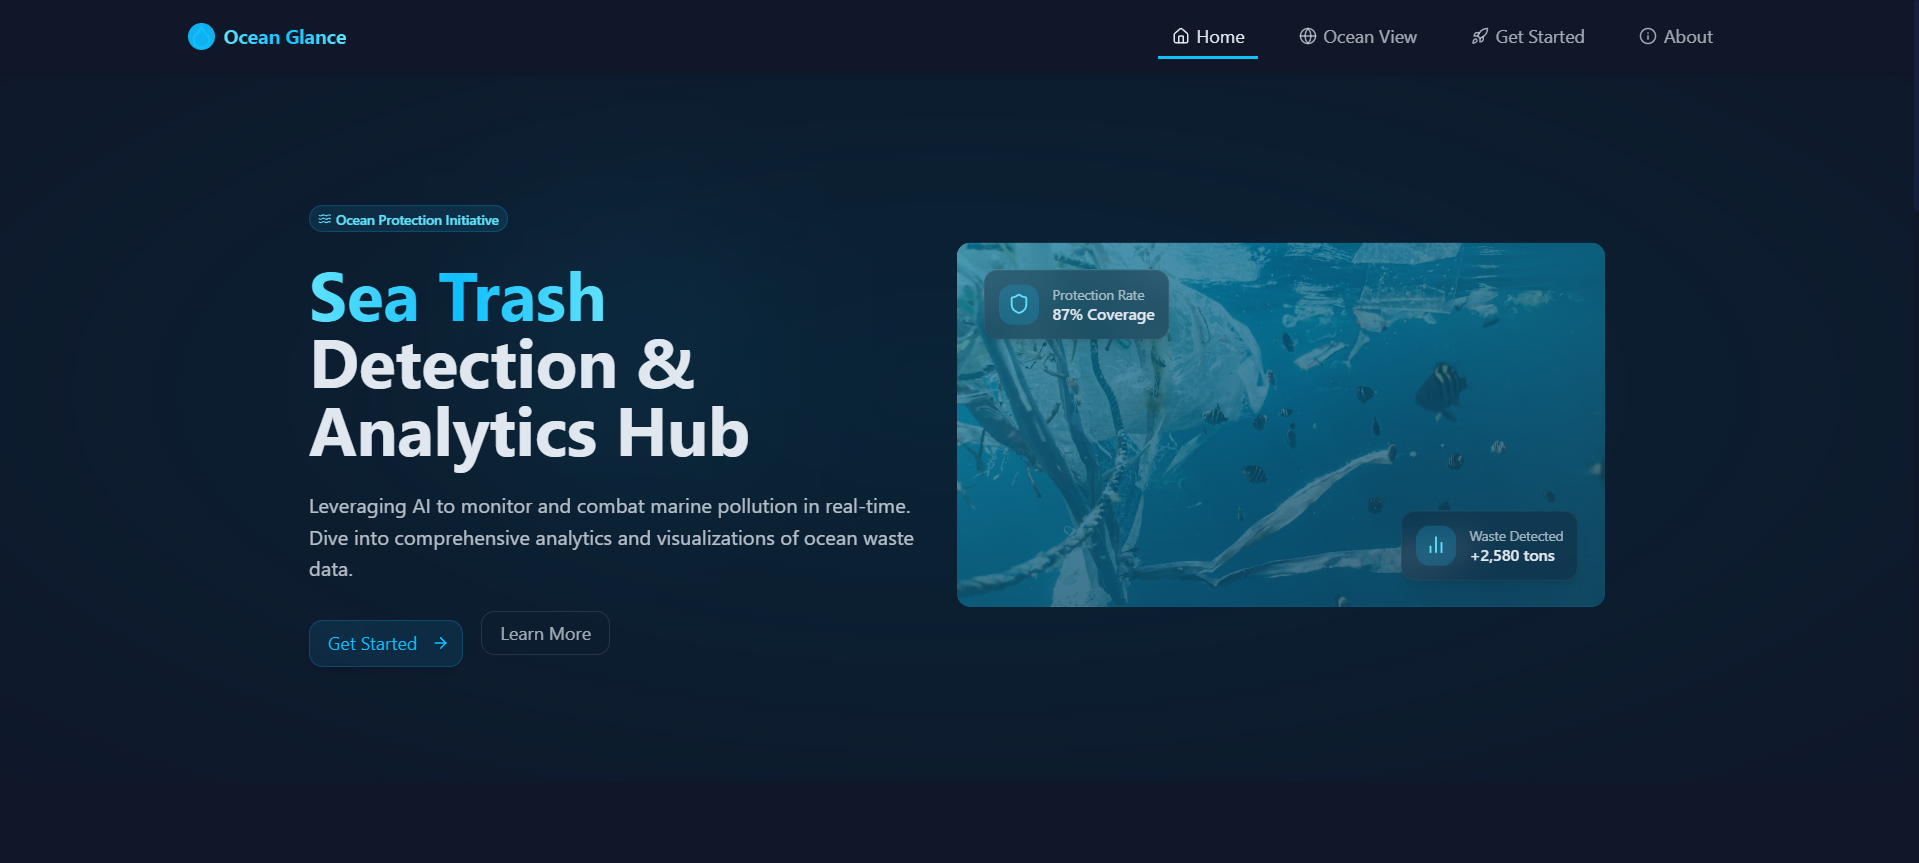 Ocean Glance
Home
Ocean View
Get Started
About
Ocean Protection Initiative
Sea Trash
Detection &
Analytics Hub
Leveraging AI to monitor and combat marine pollution in real-time.
Dive into comprehensive analytics and visualizations of ocean waste
data.
Get Started
Learn More
Protection Rate
87% Coverage
Waste Detected
+2,580 tons